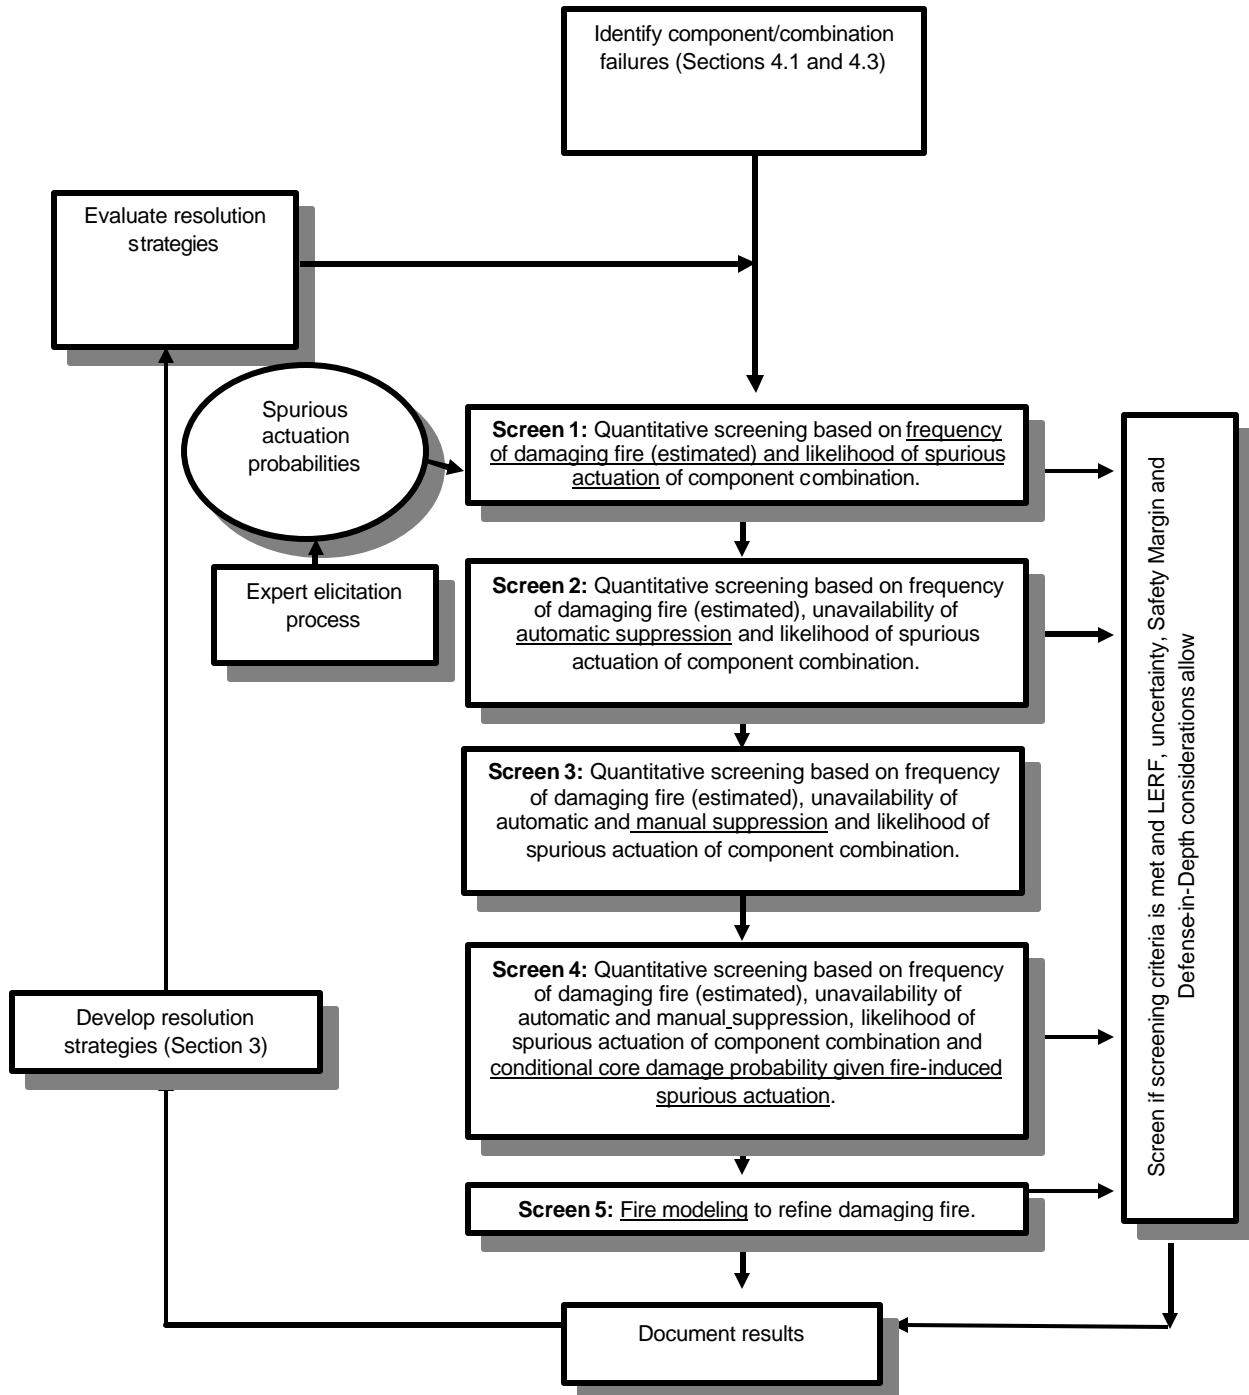 Identify component/combination
failures (Sections 4.1 and 4.3)
Evaluate resolution
strategies
Spurious
actuation
probabilities
Expert elicitation
process
Screen 1: Quantitative screening based on frequency
of damaging fire (estimated) and likelihood of spurious
actuation of component combination.
Screen 2: Quantitative screening based on frequency
of damaging fire (estimated), unavailability of
automatic suppression and likelihood of spurious
actuation of component combination.
Screen 3: Quantitative screening based on frequency
of damaging fire (estimated), unavailability of
automatic and manual suppression and likelihood of
spurious actuation of component combination.
Screen 4: Quantitative screening based on frequency
of damaging fire (estimated), unavailability of
automatic and manual suppression, likelihood of
spurious actuation of component combination and
conditional core damage probability given fire-induced
spurious actuation.
Screen 5: Fire modeling to refine damaging fire.
Screen if screening criteria is met and LERF, uncertainty, Safety Margin and
Defense-in-Depth considerations allow
Develop resolution
strategies (Section 3)
Document results